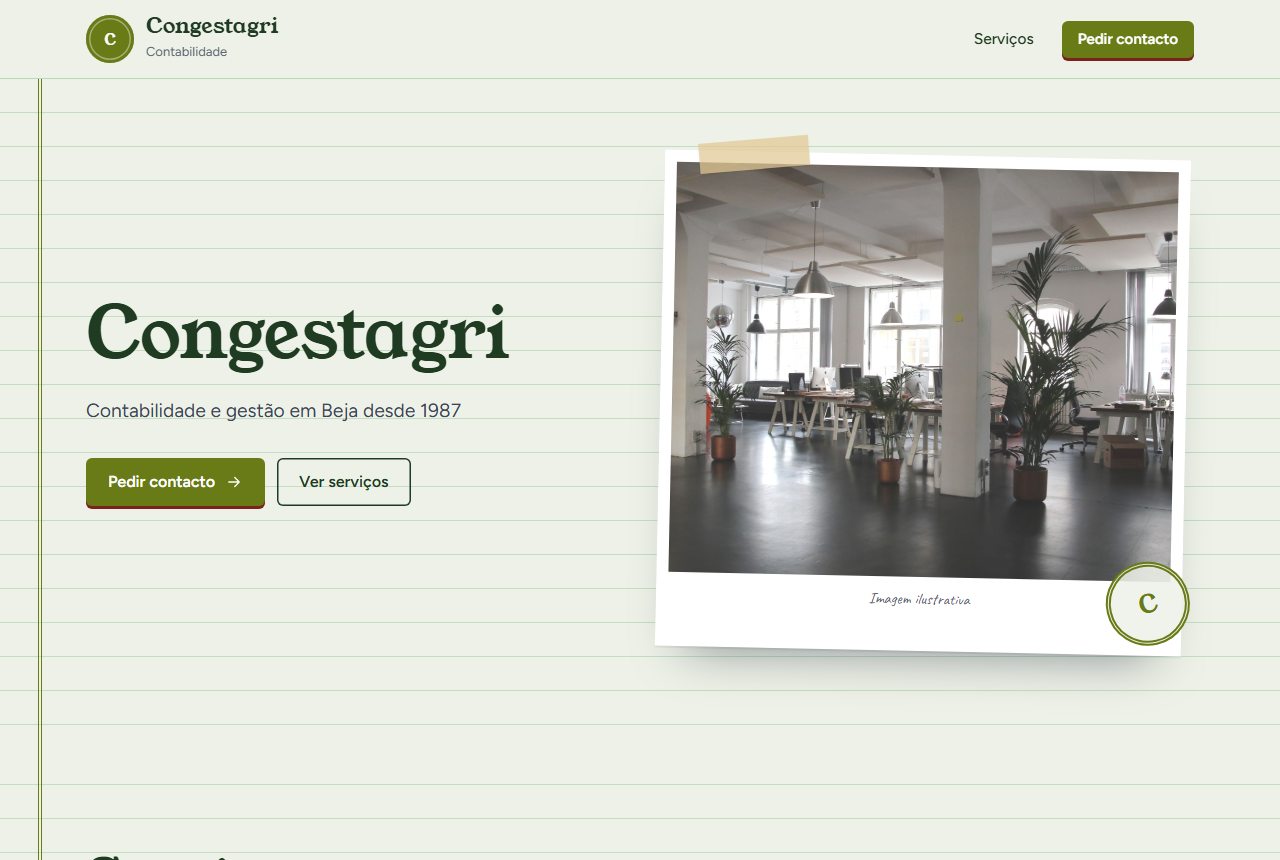 C
Congestagri
Contabilidade
Serviços
Pedir contacto
Congestagri
Contabilidade e gestão em Beja desde 1987
Pedir contacto →
Ver serviços
Imagem ilustrativa
C